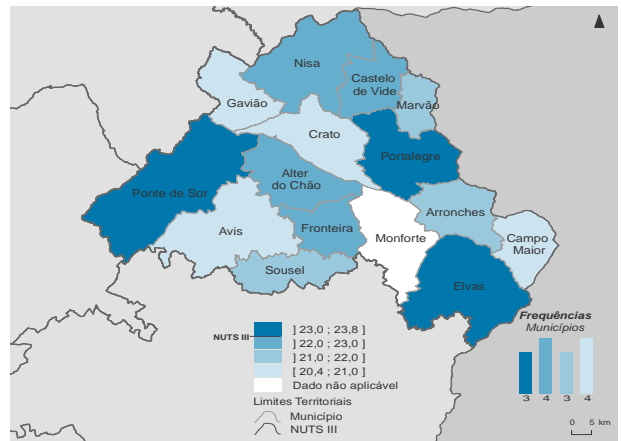 Nisa
Castelo
de Vide
Gavião
Marvão
Crato
Portalegre
Alter
do Chão
Ponte de Sor
Arronches
Avis
Fronteira
Monforte
Campo
Maior
Sousel
Elvas
NUTS III
] 23,0 ; 23,8 ]
] 22,0 ; 23,0 ]
] 21,0 ; 22,0 ]
[ 20,4 ; 21,0 ]
Dado não aplicável
Limites Territoriais
Município
NUTS III
Frequências
Municípios
3 4 3 4
0 5 km